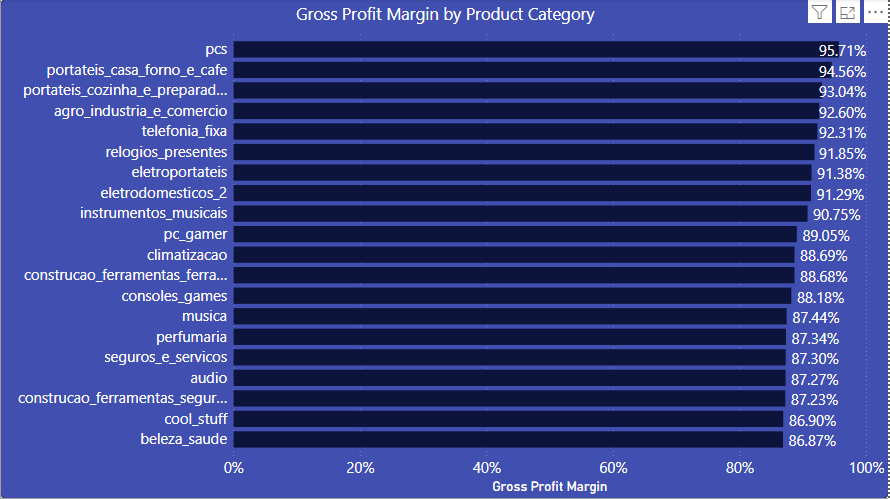 Gross Profit Margin by Product Category
pcs 95.71%
portateis_casa_forno_e_cafe 94.56%
portateis_cozinha_e_preparad... 93.04%
agro_industria_e_comercio 92.60%
telefonia_fixa 92.31%
relogios_presentes 91.85%
eletroportateis 91.38%
eletrodomesticos_2 91.29%
instrumentos_musicais 90.75%
pc_gamer 89.05%
climatizacao 88.69%
construcao_ferramentas_ferra... 88.68%
consoles_games 88.18%
musica 87.44%
perfumaria 87.34%
seguros_e_servicos 87.30%
audio 87.27%
construcao_ferramentas_segur... 87.23%
cool_stuff 86.90%
beleza_saude 86.87%
0% 20% 40% 60% 80% 100%
Gross Profit Margin